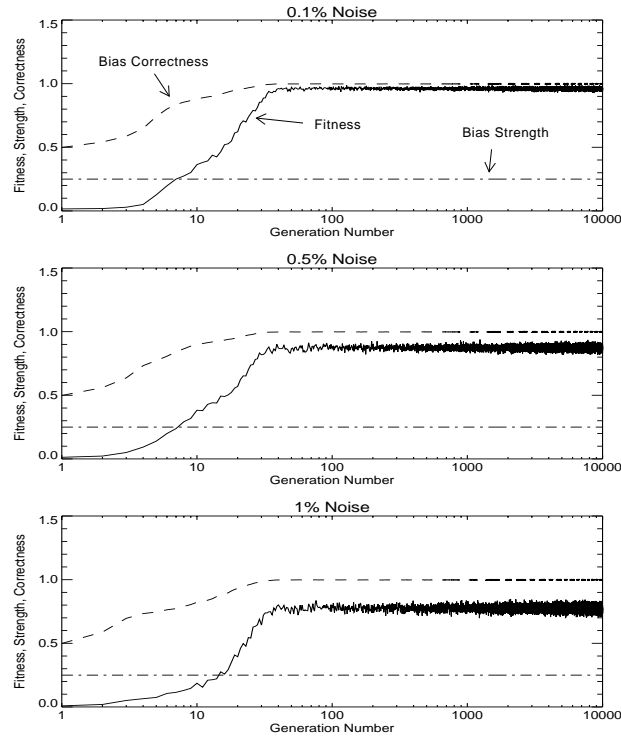 0.1% Noise
1.5
1.0
0.5
0.0
Fitness, Strength, Correctness
Bias Correctness
Fitness
Bias Strength
1 10 100 1000 10000
Generation Number
0.5% Noise
1.5
1.0
0.5
0.0
Fitness, Strength, Correctness
1 10 100 1000 10000
Generation Number
1% Noise
1.5
1.0
0.5
0.0
Fitness, Strength, Correctness
1 10 100 1000 10000
Generation Number